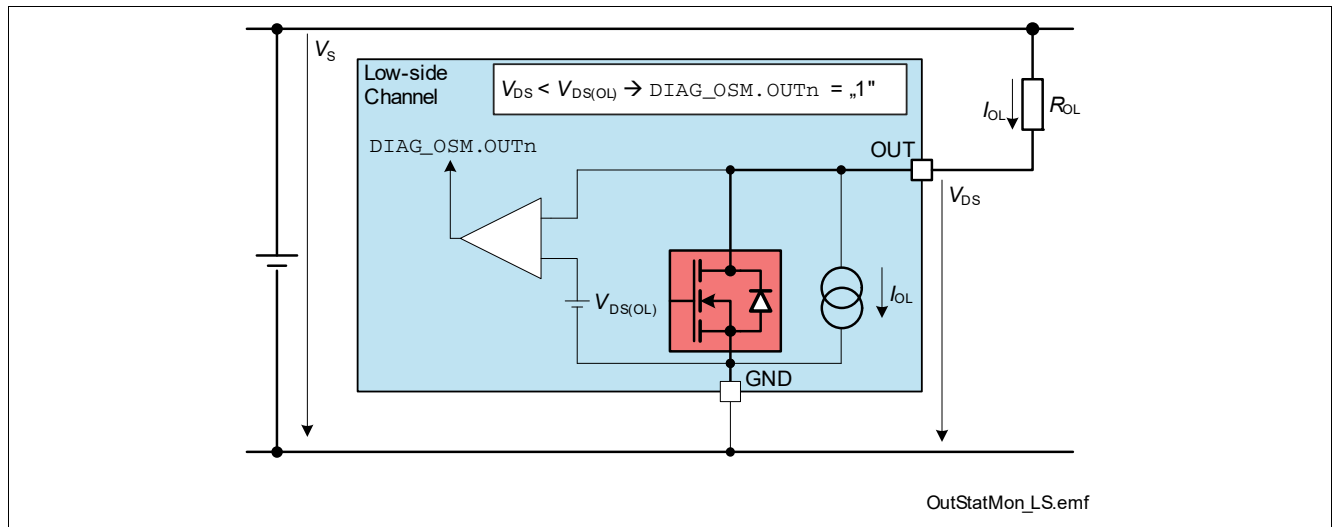 VS
Low-side
Channel
VDS < VDS(OL) → DIAG_OSM.OUTn = „1"
IOL
ROL
DIAG_OSM.OUTn
OUT
VDS
VDS(OL)
IOL
GND
OutStatMon_LS.emf